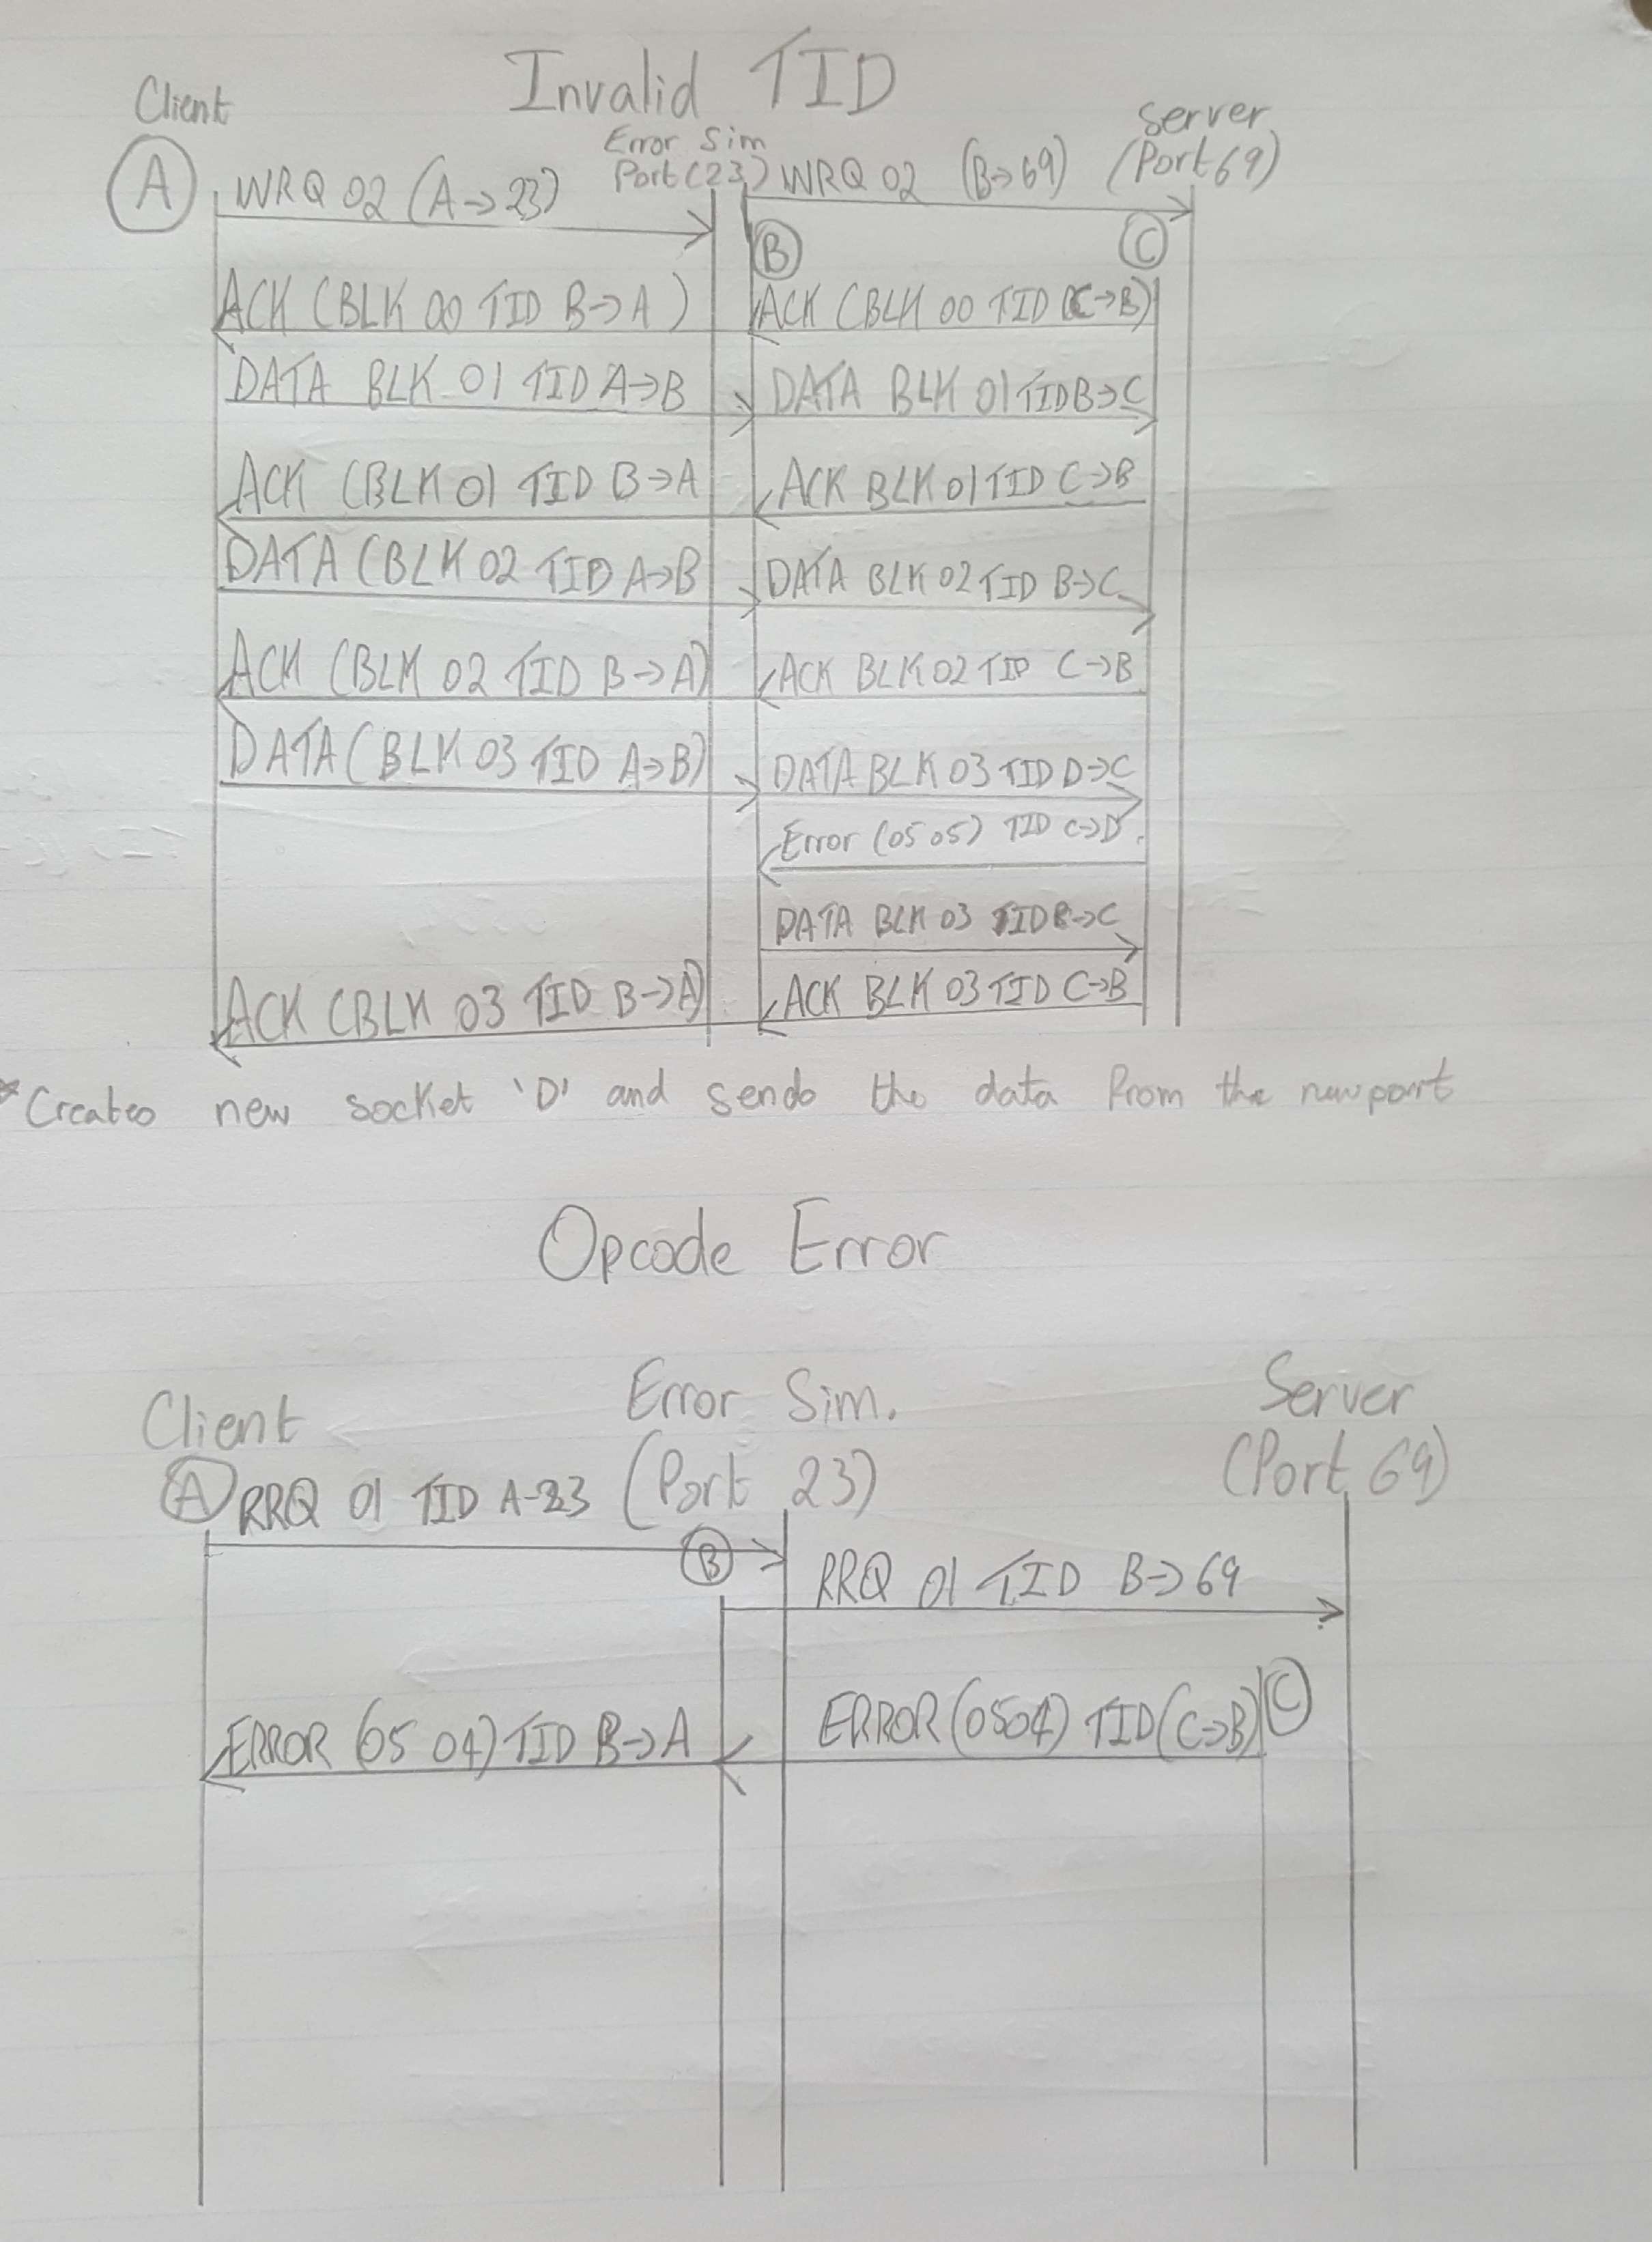 Invalid TID
Client
Error Sim
Port (23)
Server
(Port 69)
A
WRQ 02 (A->23)
WRQ 02 (B->69)
B
C
ACK (BLK 00 TID B->A)
ACK (BLK 00 TID (C->B)
DATA BLK 01 TID A->B
DATA BLK 01 TID B->C
ACK (BLK 01 TID B->A
ACK BLK 01 TID C->B
DATA (BLK 02 TID A->B
DATA BLK 02 TID B->C
ACK (BLK 02 TID B->A)
ACK BLK 02 TID C->B
DATA (BLK 03 TID A->B)
DATA BLK 03 TID D->C
Error (05 05) TID C->D
DATA BLK 03 TID B->C
ACK (BLK 03 TID B->A)
ACK BLK 03 TID C->B
*Creates new socket 'D' and sends the data from the new port
Opcode Error
Client
Error Sim.
(Port 23)
Server
(Port 69)
A
RRQ 01 TID A-23
B
RRQ 01 TID B->69
ERROR (05 04) TID B->A
ERROR (0504) TID (C->B)
C